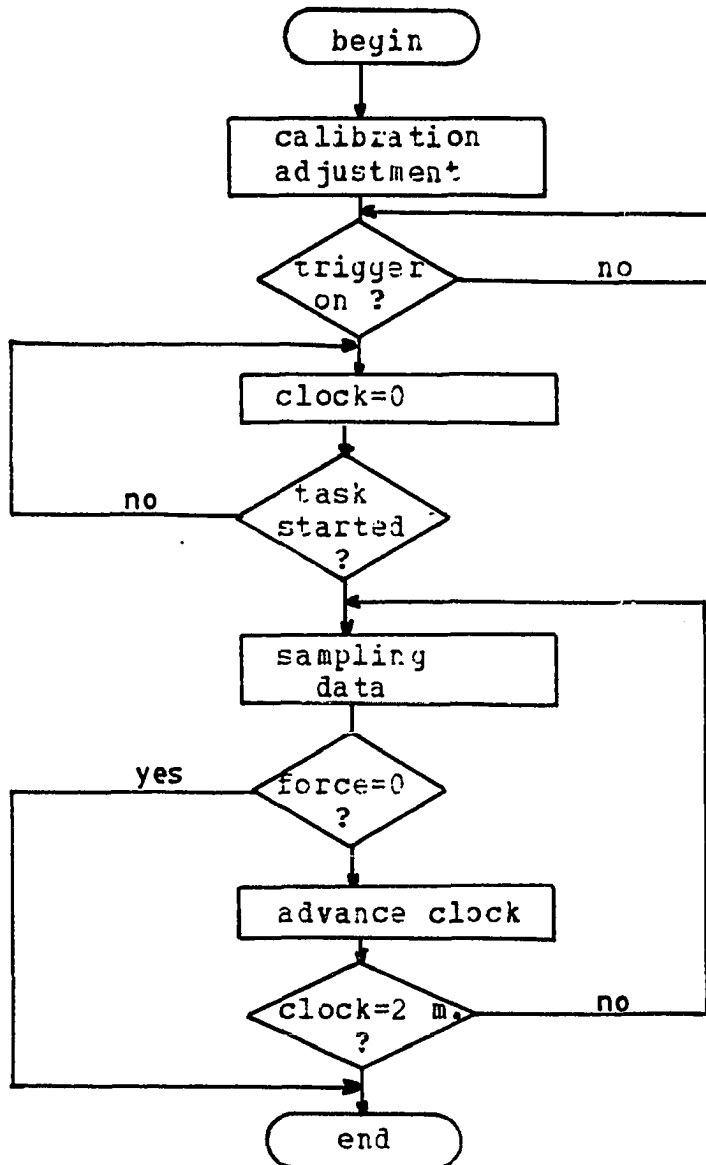 begin
calibration
adjustment
trigger
on ?
no
clock=0
no
task
started
?
sampling
data
yes
force=0
?
advance clock
clock=2 m.
?
no
end